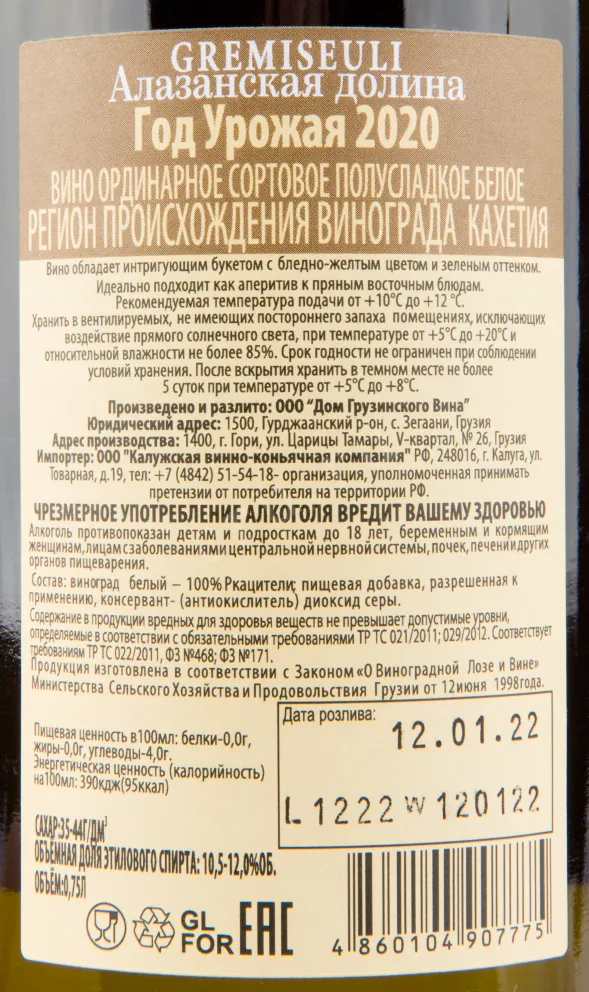 GREMISEULI
Алазанская долина
Год Урожая 2020
ВИНО ОРДИНАРНОЕ СОРТОВОЕ ПОЛУСЛАДКОЕ БЕЛОЕ
РЕГИОН ПРОИСХОЖДЕНИЯ ВИНОГРАДА КАХЕТИЯ
Вино обладает интригующим букетом с бледно-желтым цветом и зеленым оттенком.
Идеально подходит как аперитив к пряным восточным блюдам.
Рекомендуемая температура подачи от +10°С до +12 °С.
Хранить в вентилируемых, не имеющих постороннего запаха помещениях, исключающих
воздействие прямого солнечного света, при температуре от +5°С до +20°С и
относительной влажности не более 85%. Срок годности не ограничен при соблюдении
условий хранения. После вскрытия хранить в темном месте не более
5 суток при температуре от +5°С до +8°С.
Произведено и разлито: ООО “Дом Грузинского Вина”
Юридический адрес: 1500, Гурджаанский р-он, с. Зегаани, Грузия
Адрес производства: 1400, г. Гори, ул. Царицы Тамары, V-квартал, № 26, Грузия
Импортер: ООО "Калужская винно-коньячная компания" РФ, 248016, г. Калуга, ул.
Товарная, д.19, тел: +7 (4842) 51-54-18- организация, уполномоченная принимать
претензии от потребителя на территории РФ.
ЧРЕЗМЕРНОЕ УПОТРЕБЛЕНИЕ АЛКОГОЛЯ ВРЕДИТ ВАШЕМУ ЗДОРОВЬЮ
Алкоголь противопоказан детям и подросткам до 18 лет, беременным и кормящим
женщинам, лицам с заболеваниями центральной нервной системы, почек, печени и других
органов пищеварения.
Состав: виноград белый – 100% Ркацители; пищевая добавка, разрешенная к
применению, консервант- (антиокислитель) диоксид серы.
Содержание в продукции вредных для здоровья веществ не превышает допустимые уровни,
определяемые в соответствии с обязательными требованиями ТР ТС 021/2011; 029/2012. Соответствует
требованиям ТР ТС 022/2011, ФЗ №468; ФЗ №171.
Продукция изготовлена в соответствии с Законом «О Виноградной Лозе и Вине»
Министерства Сельского Хозяйства и Продовольствия Грузии от 12 июня 1998года.
Дата розлива:
12.01.22
L1222 W 120122
Пищевая ценность в100мл: белки-0,0г,
жиры-0,0г, углеводы-4,0г.
Энергетическая ценность (калорийность)
на100мл: 390кдж(95ккал)
САХАР:35-44Г/ДМ³
ОБЪЕМНАЯ ДОЛЯ ЭТИЛОВОГО СПИРТА: 10,5-12,0%ОБ.
ОБЪЁМ:0,75Л
GL
FOR
EAC
4 860104 907775